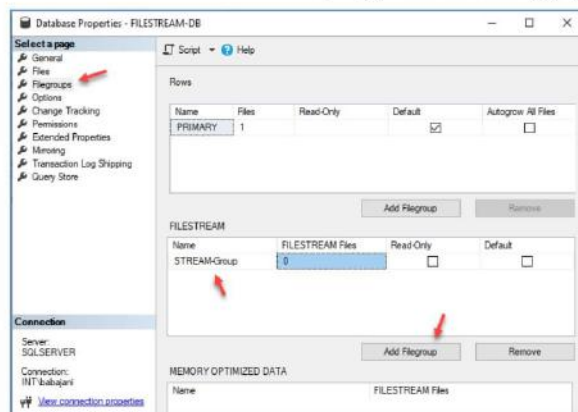 Database Properties - FILESTREAM-DB
Select a page
General
Files
Filegroups
Options
Change Tracking
Permissions
Extended Properties
Mirroring
Transaction Log Shipping
Query Store
Script Help
Rows
Name Files Read-Only Default Autogrow All Files
PRIMARY 1
Add Filegroup Remove
FILESTREAM
Name FILESTREAM Files Read-Only Default
STREAM-Group 0
Add Filegroup Remove
MEMORY OPTIMIZED DATA
Name FILESTREAM Files
Connection
Server:
SQLSERVER
Connection:
INT\babajani
View connection properties